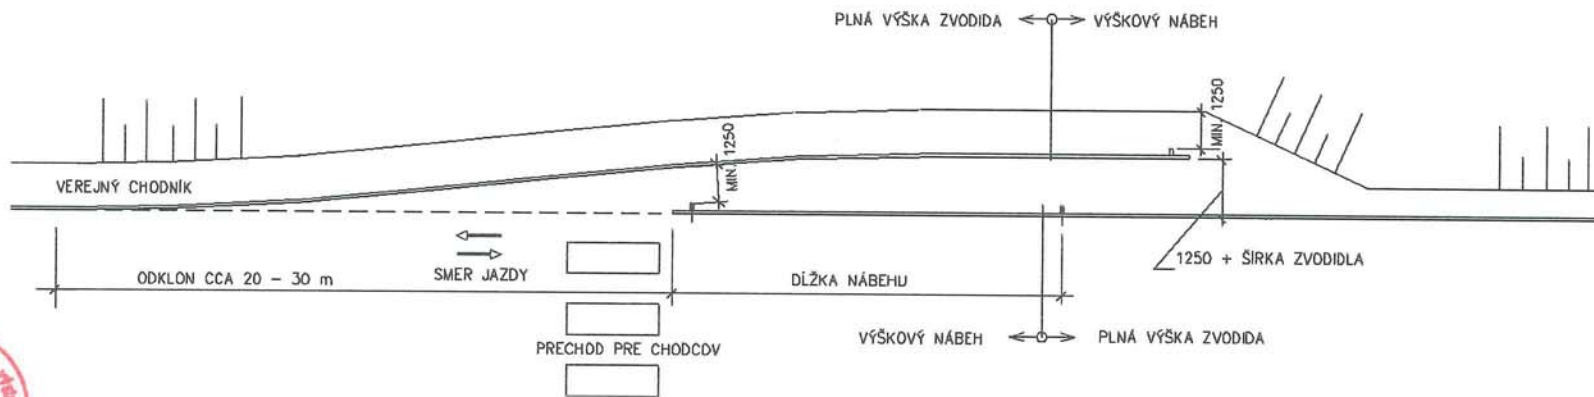 PLNÁ VÝŠKA ZVODIDA
VÝŠKOVÝ NÁBEH
MIN. 1250
MIN. 1250
VEREJNÝ CHODNÍK
SMER JAZDY
1250 + ŠÍRKA ZVODIDLA
ODKLON CCA 20 - 30 m
DĹŽKA NÁBEHU
VÝŠKOVÝ NÁBEH
PLNÁ VÝŠKA ZVODIDA
PRECHOD PRE CHODCOV